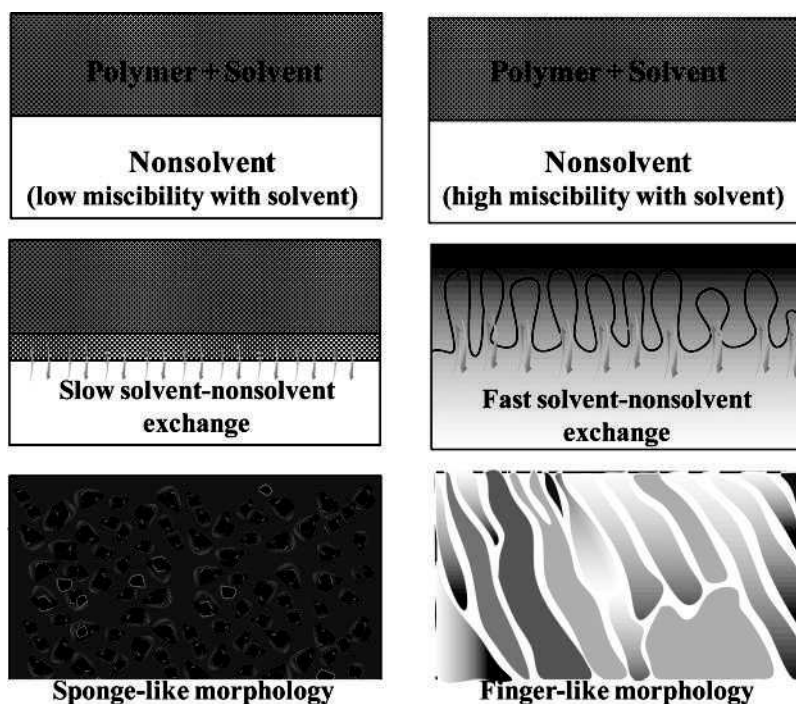 Polymer + Solvent
Nonsolvent
(low miscibility with solvent)
Polymer + Solvent
Nonsolvent
(high miscibility with solvent)
Slow solvent-nonsolvent
exchange
Fast solvent-nonsolvent
exchange
Sponge-like morphology
Finger-like morphology